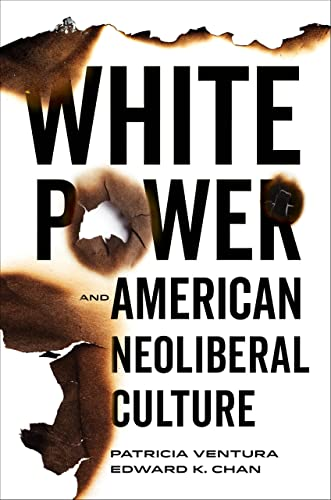 WHITE
POWER
AND AMERICAN
NEOLIBERAL
CULTURE
PATRICIA VENTURA
EDWARD K. CHAN